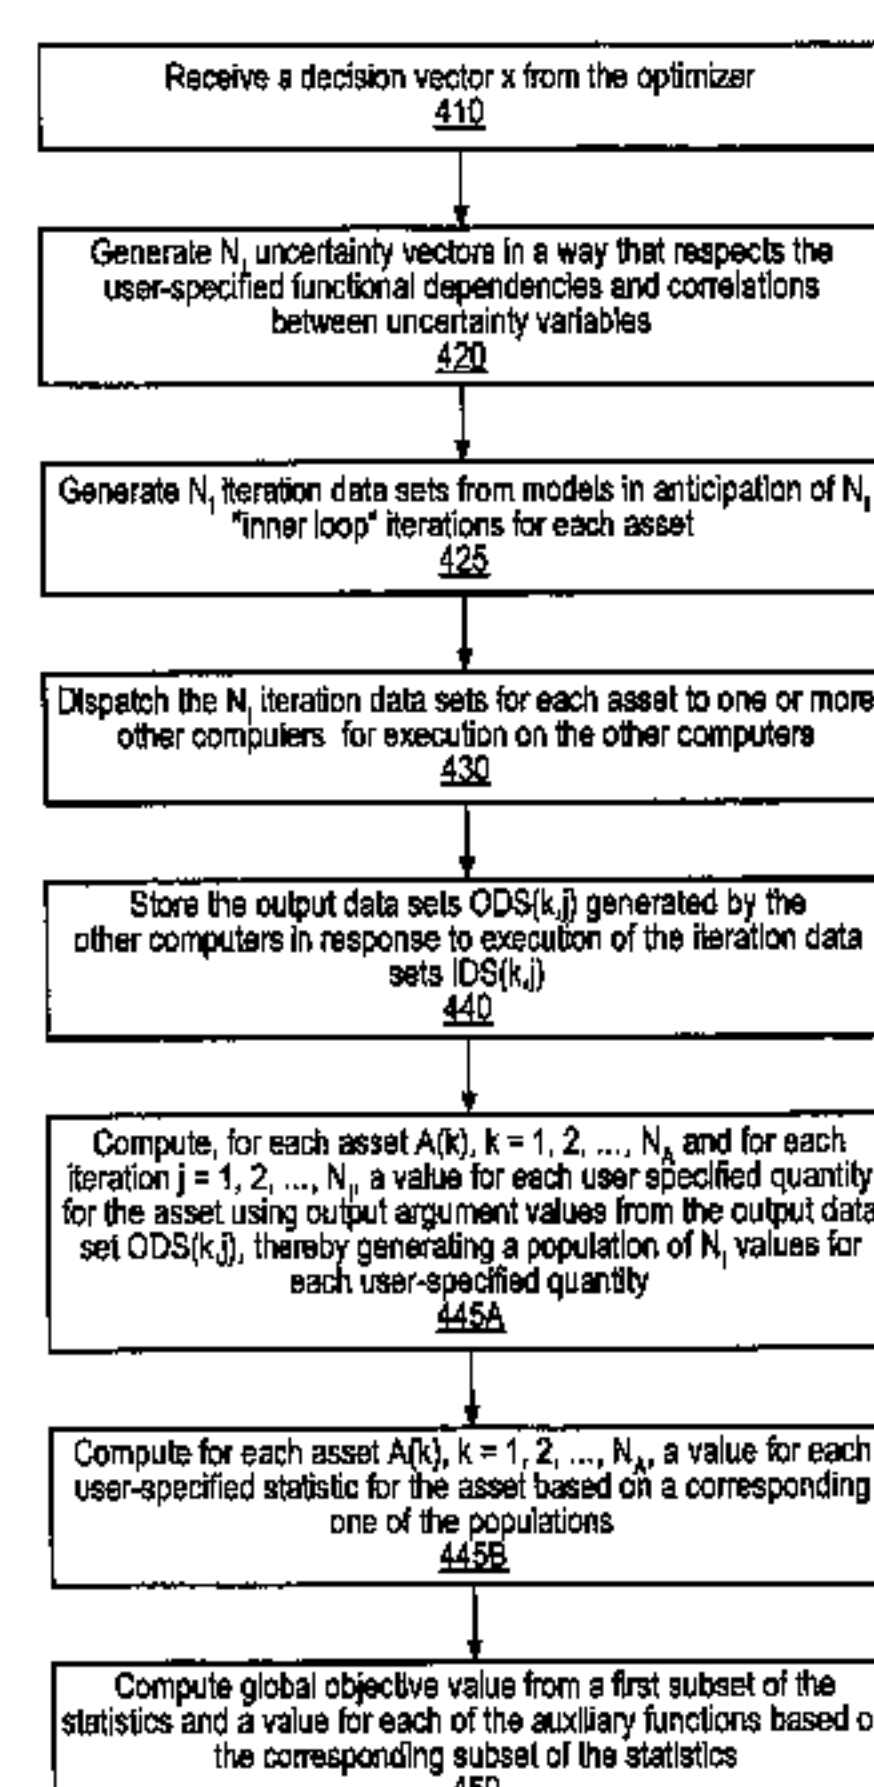 Receive a decision vector x from the optimizer
410
Generate N_I uncertainty vectors in a way that respects the
user-specified functional dependencies and correlations
between uncertainty variables
420
Generate N_I iteration data sets from models in anticipation of N_I
"inner loop" iterations for each asset
425
Dispatch the N_I iteration data sets for each asset to one or more
other computers for execution on the other computers
430
Store the output data sets ODS(k,j) generated by the
other computers in response to execution of the iteration data
sets IDS(k,j)
440
Compute, for each asset A(k), k = 1, 2, ..., N_A and for each
iteration j = 1, 2, ..., N_I, a value for each user specified quantity
for the asset using output argument values from the output data
set ODS(k,j), thereby generating a population of N_I values for
each user-specified quantity
445A
Compute for each asset A(k), k = 1, 2, ..., N_A, a value for each
user-specified statistic for the asset based on a corresponding
one of the populations
445B
Compute global objective value from a first subset of the
statistics and a value for each of the auxiliary functions based o
the corresponding subset of the statistics